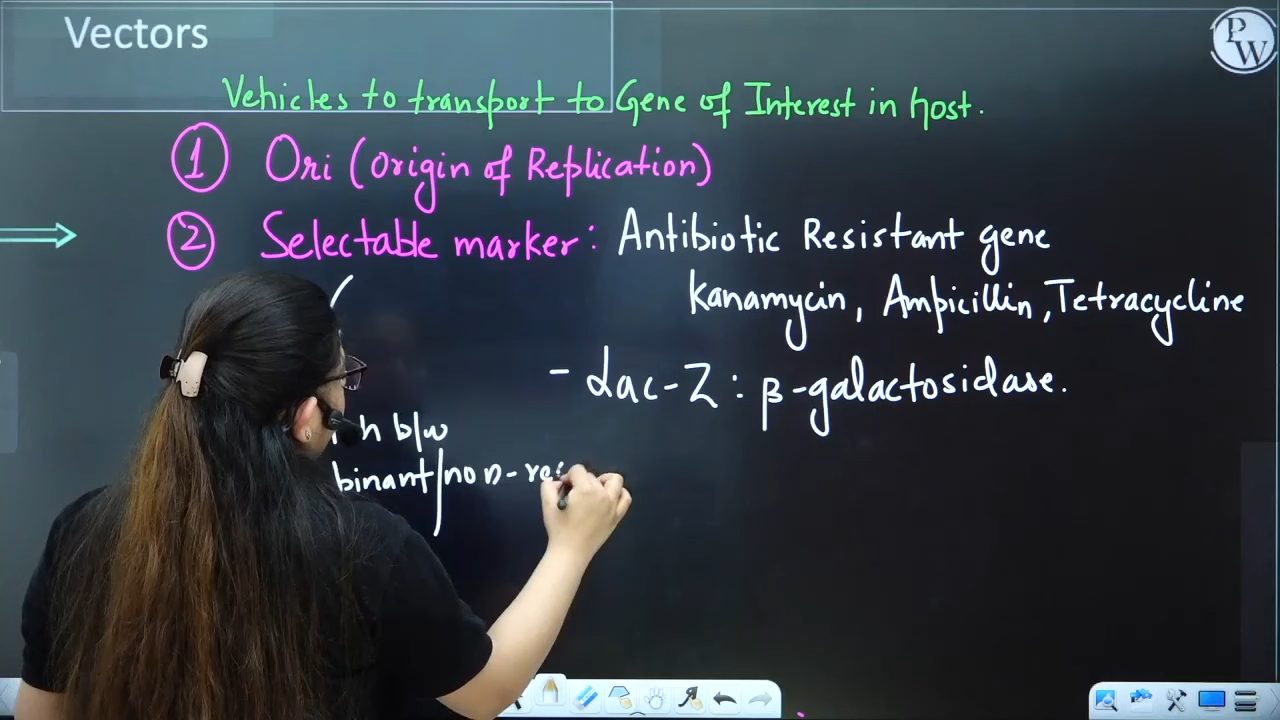 Vectors
PW
Vehicles to transport to Gene of Interest in host.
① Ori (Origin of Replication)
② Selectable marker: Antibiotic Resistant gene
Kanamycin, Ampicillin, Tetracycline
- Lac-Z: β-galactosidase.
b/w
binant/non-